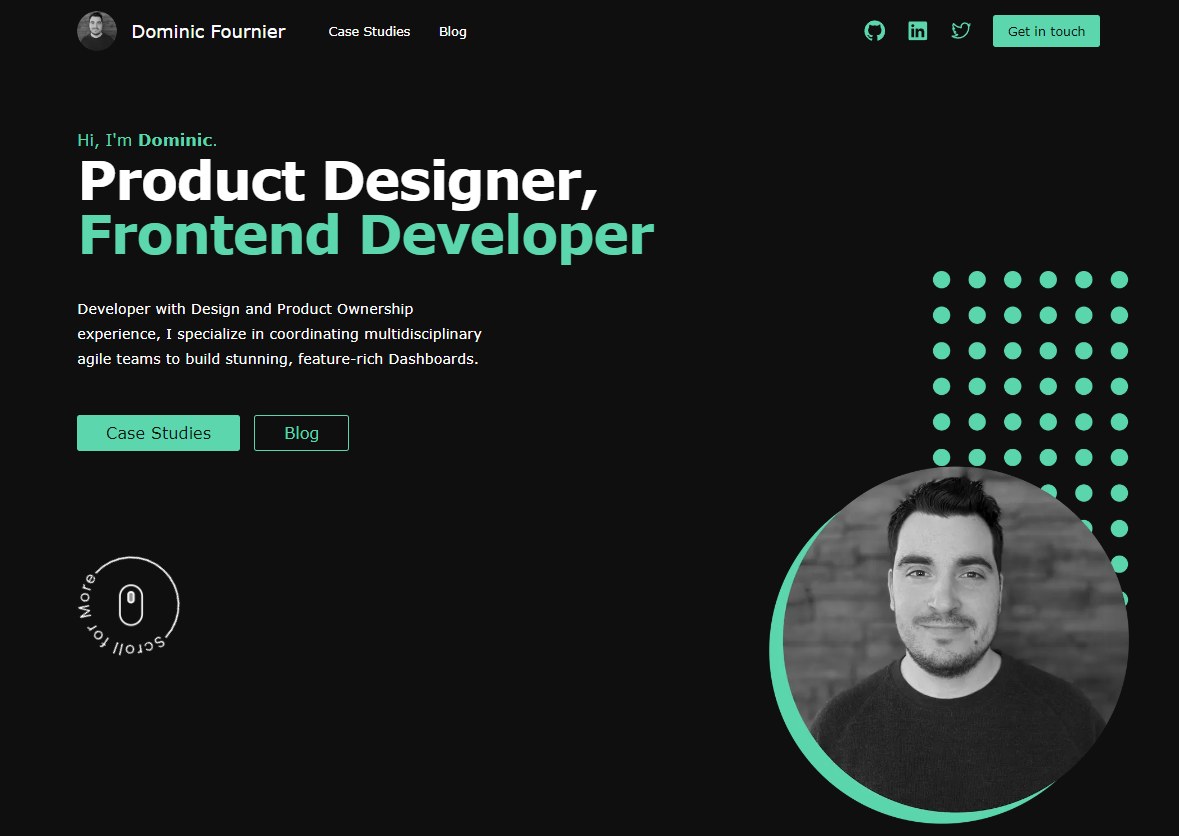 Dominic Fournier
Case Studies
Blog
Get in touch
Hi, I'm Dominic.
Product Designer,
Frontend Developer
Developer with Design and Product Ownership
experience, I specialize in coordinating multidisciplinary
agile teams to build stunning, feature-rich Dashboards.
Case Studies
Blog
Scroll for More